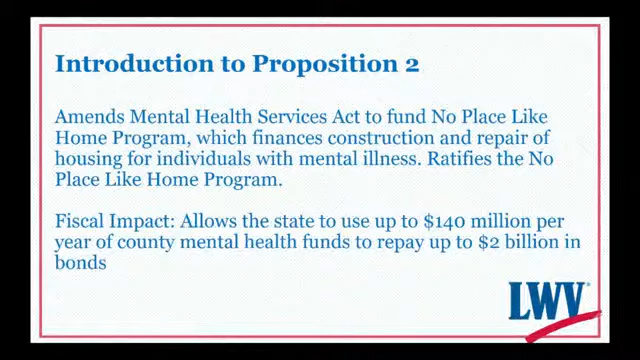 Introduction to Proposition 2
Amends Mental Health Services Act to fund No Place Like
Home Program, which finances construction and repair of
housing for individuals with mental illness. Ratifies the No
Place Like Home Program.
Fiscal Impact: Allows the state to use up to $140 million per
year of county mental health funds to repay up to $2 billion in
bonds
LWV®